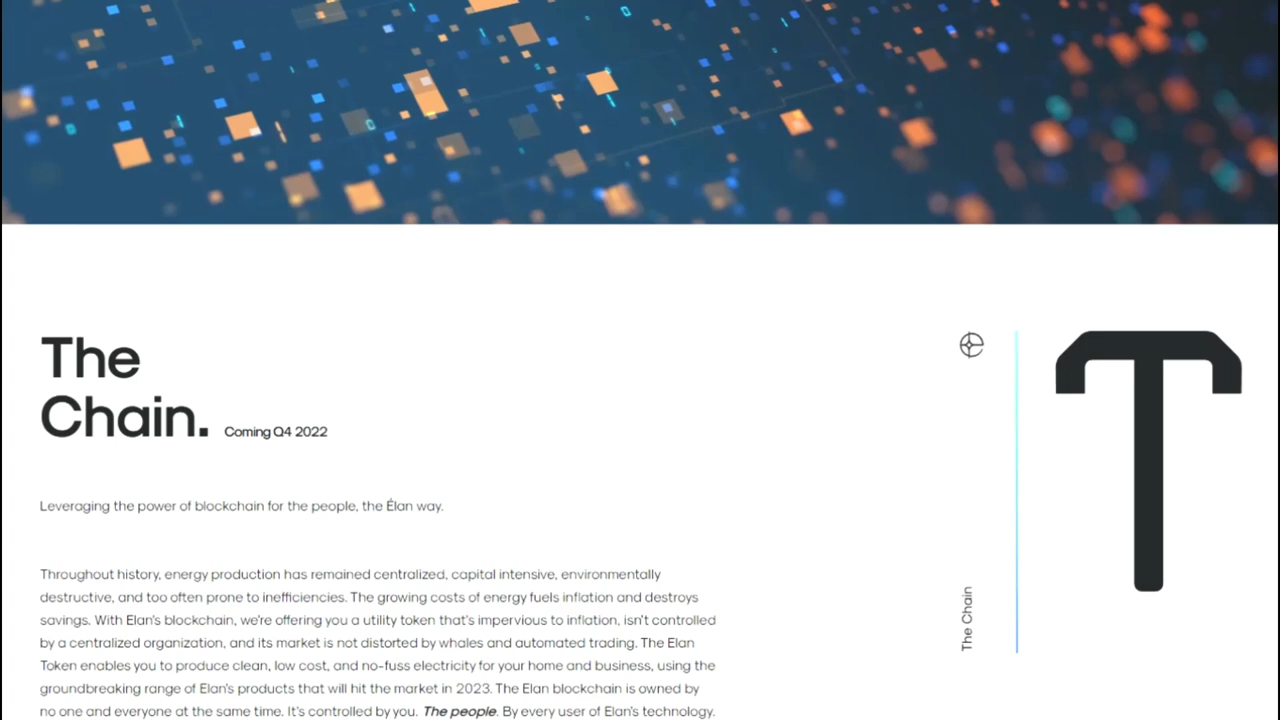 The
Chain. Coming Q4 2022
Leveraging the power of blockchain for the people, the Élan way.
Throughout history, energy production has remained centralized, capital intensive, environmentally
destructive, and too often prone to inefficiencies. The growing costs of energy fuels inflation and destroys
savings. With Elan's blockchain, we're offering you a utility token that's impervious to inflation, isn't controlled
by a centralized organization, and its market is not distorted by whales and automated trading. The Elan
Token enables you to produce clean, low cost, and no-fuss electricity for your home and business, using the
groundbreaking range of Elan's products that will hit the market in 2023. The Elan blockchain is owned by
no one and everyone at the same time. It's controlled by you. The people. By every user of Elan's technology.
The Chain
T